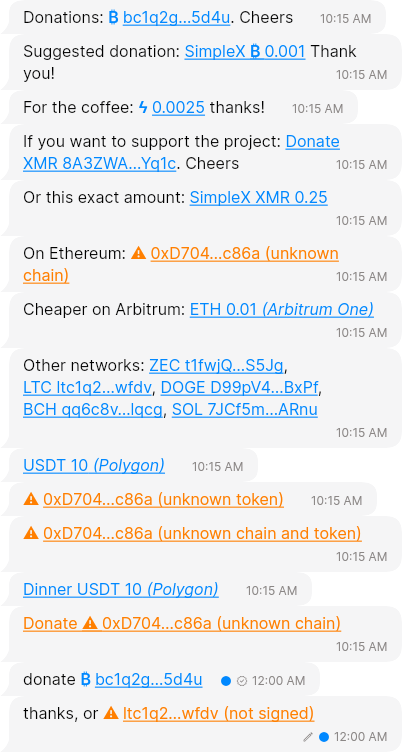 Donations: ₿ bc1q2g...5d4u. Cheers 10:15 AM
Suggested donation: SimpleX ₿ 0.001 Thank
you! 10:15 AM
For the coffee: ϟ 0.0025 thanks! 10:15 AM
If you want to support the project: Donate
XMR 8A3ZWA...Yq1c. Cheers 10:15 AM
Or this exact amount: SimpleX XMR 0.25
10:15 AM
On Ethereum: ⚠ 0xD704...c86a (unknown
chain) 10:15 AM
Cheaper on Arbitrum: ETH 0.01 (Arbitrum One)
10:15 AM
Other networks: ZEC t1fwjQ...S5Jg,
LTC ltc1q2...wfdv, DOGE D99pV4...BxPf,
BCH qq6c8v...lqcg, SOL 7JCf5m...ARnu
10:15 AM
USDT 10 (Polygon) 10:15 AM
⚠ 0xD704...c86a (unknown token) 10:15 AM
⚠ 0xD704...c86a (unknown chain and token)
10:15 AM
Dinner USDT 10 (Polygon) 10:15 AM
Donate ⚠ 0xD704...c86a (unknown chain)
10:15 AM
donate ₿ bc1q2g...5d4u 12:00 AM
thanks, or ⚠ ltc1q2...wfdv (not signed)
12:00 AM